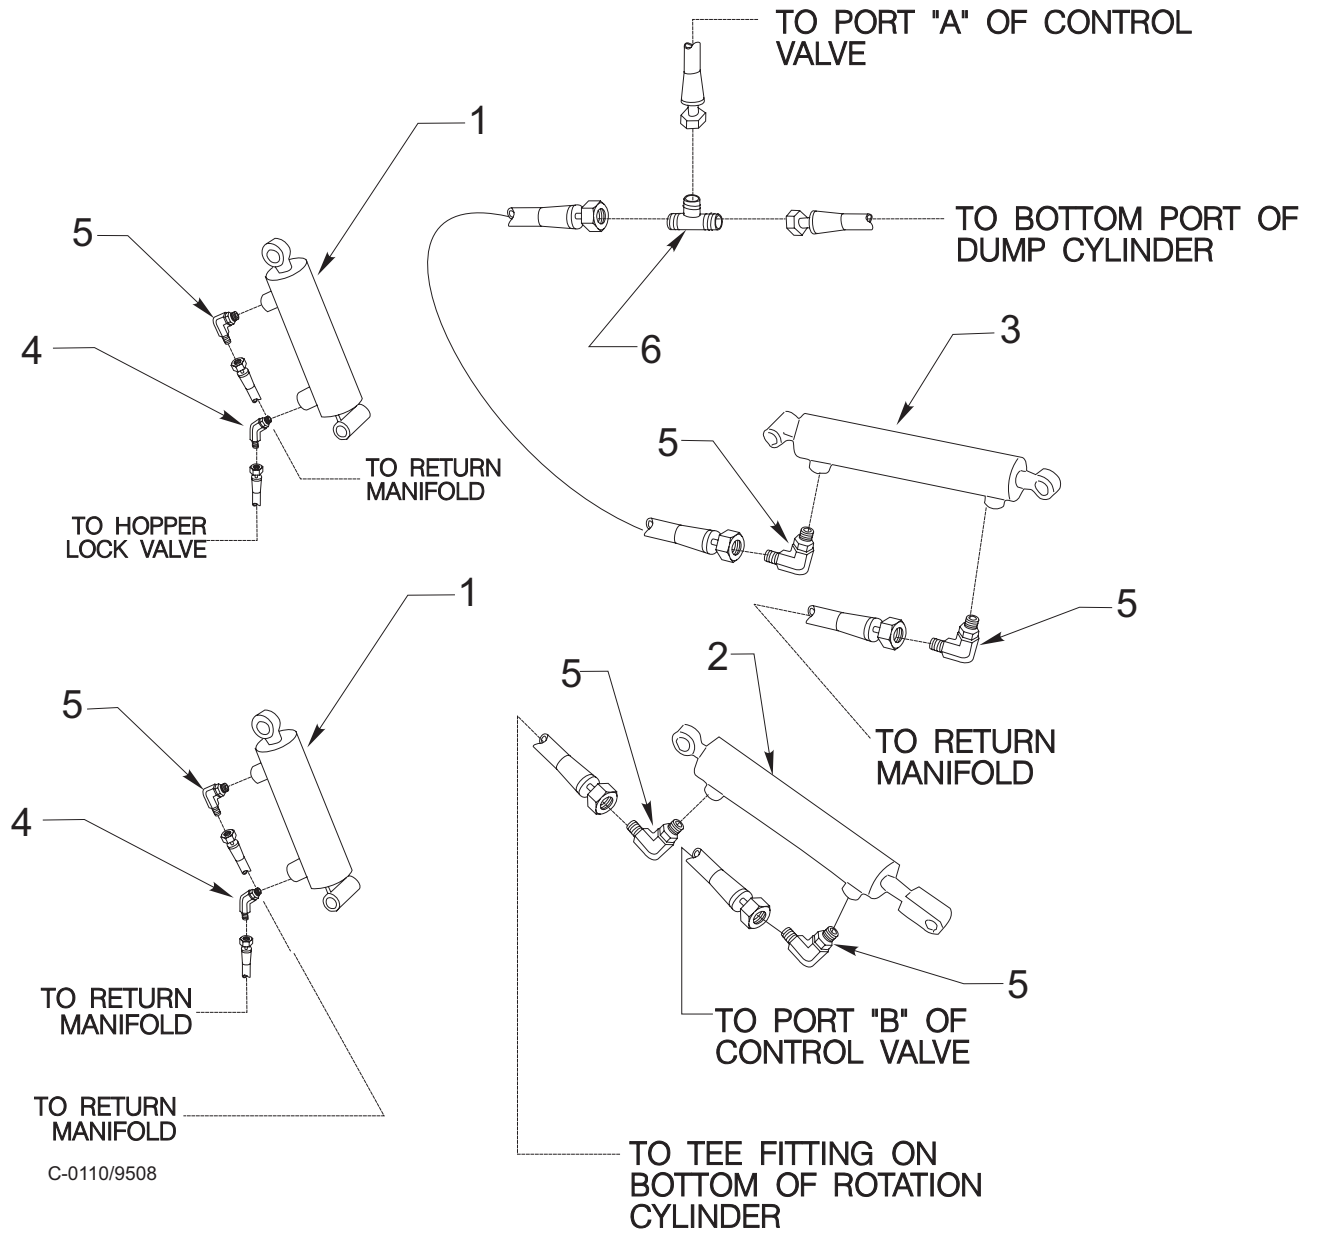 TO PORT "A" OF CONTROL
VALVE
1
5
TO BOTTOM PORT OF
DUMP CYLINDER
4
6
3
5
TO RETURN
MANIFOLD
TO HOPPER
LOCK VALVE
1
5
5
2
5
TO RETURN
MANIFOLD
4
5
TO RETURN
MANIFOLD
TO PORT "B" OF
CONTROL VALVE
TO RETURN
MANIFOLD
C-0110/9508
TO TEE FITTING ON
BOTTOM OF ROTATION
CYLINDER